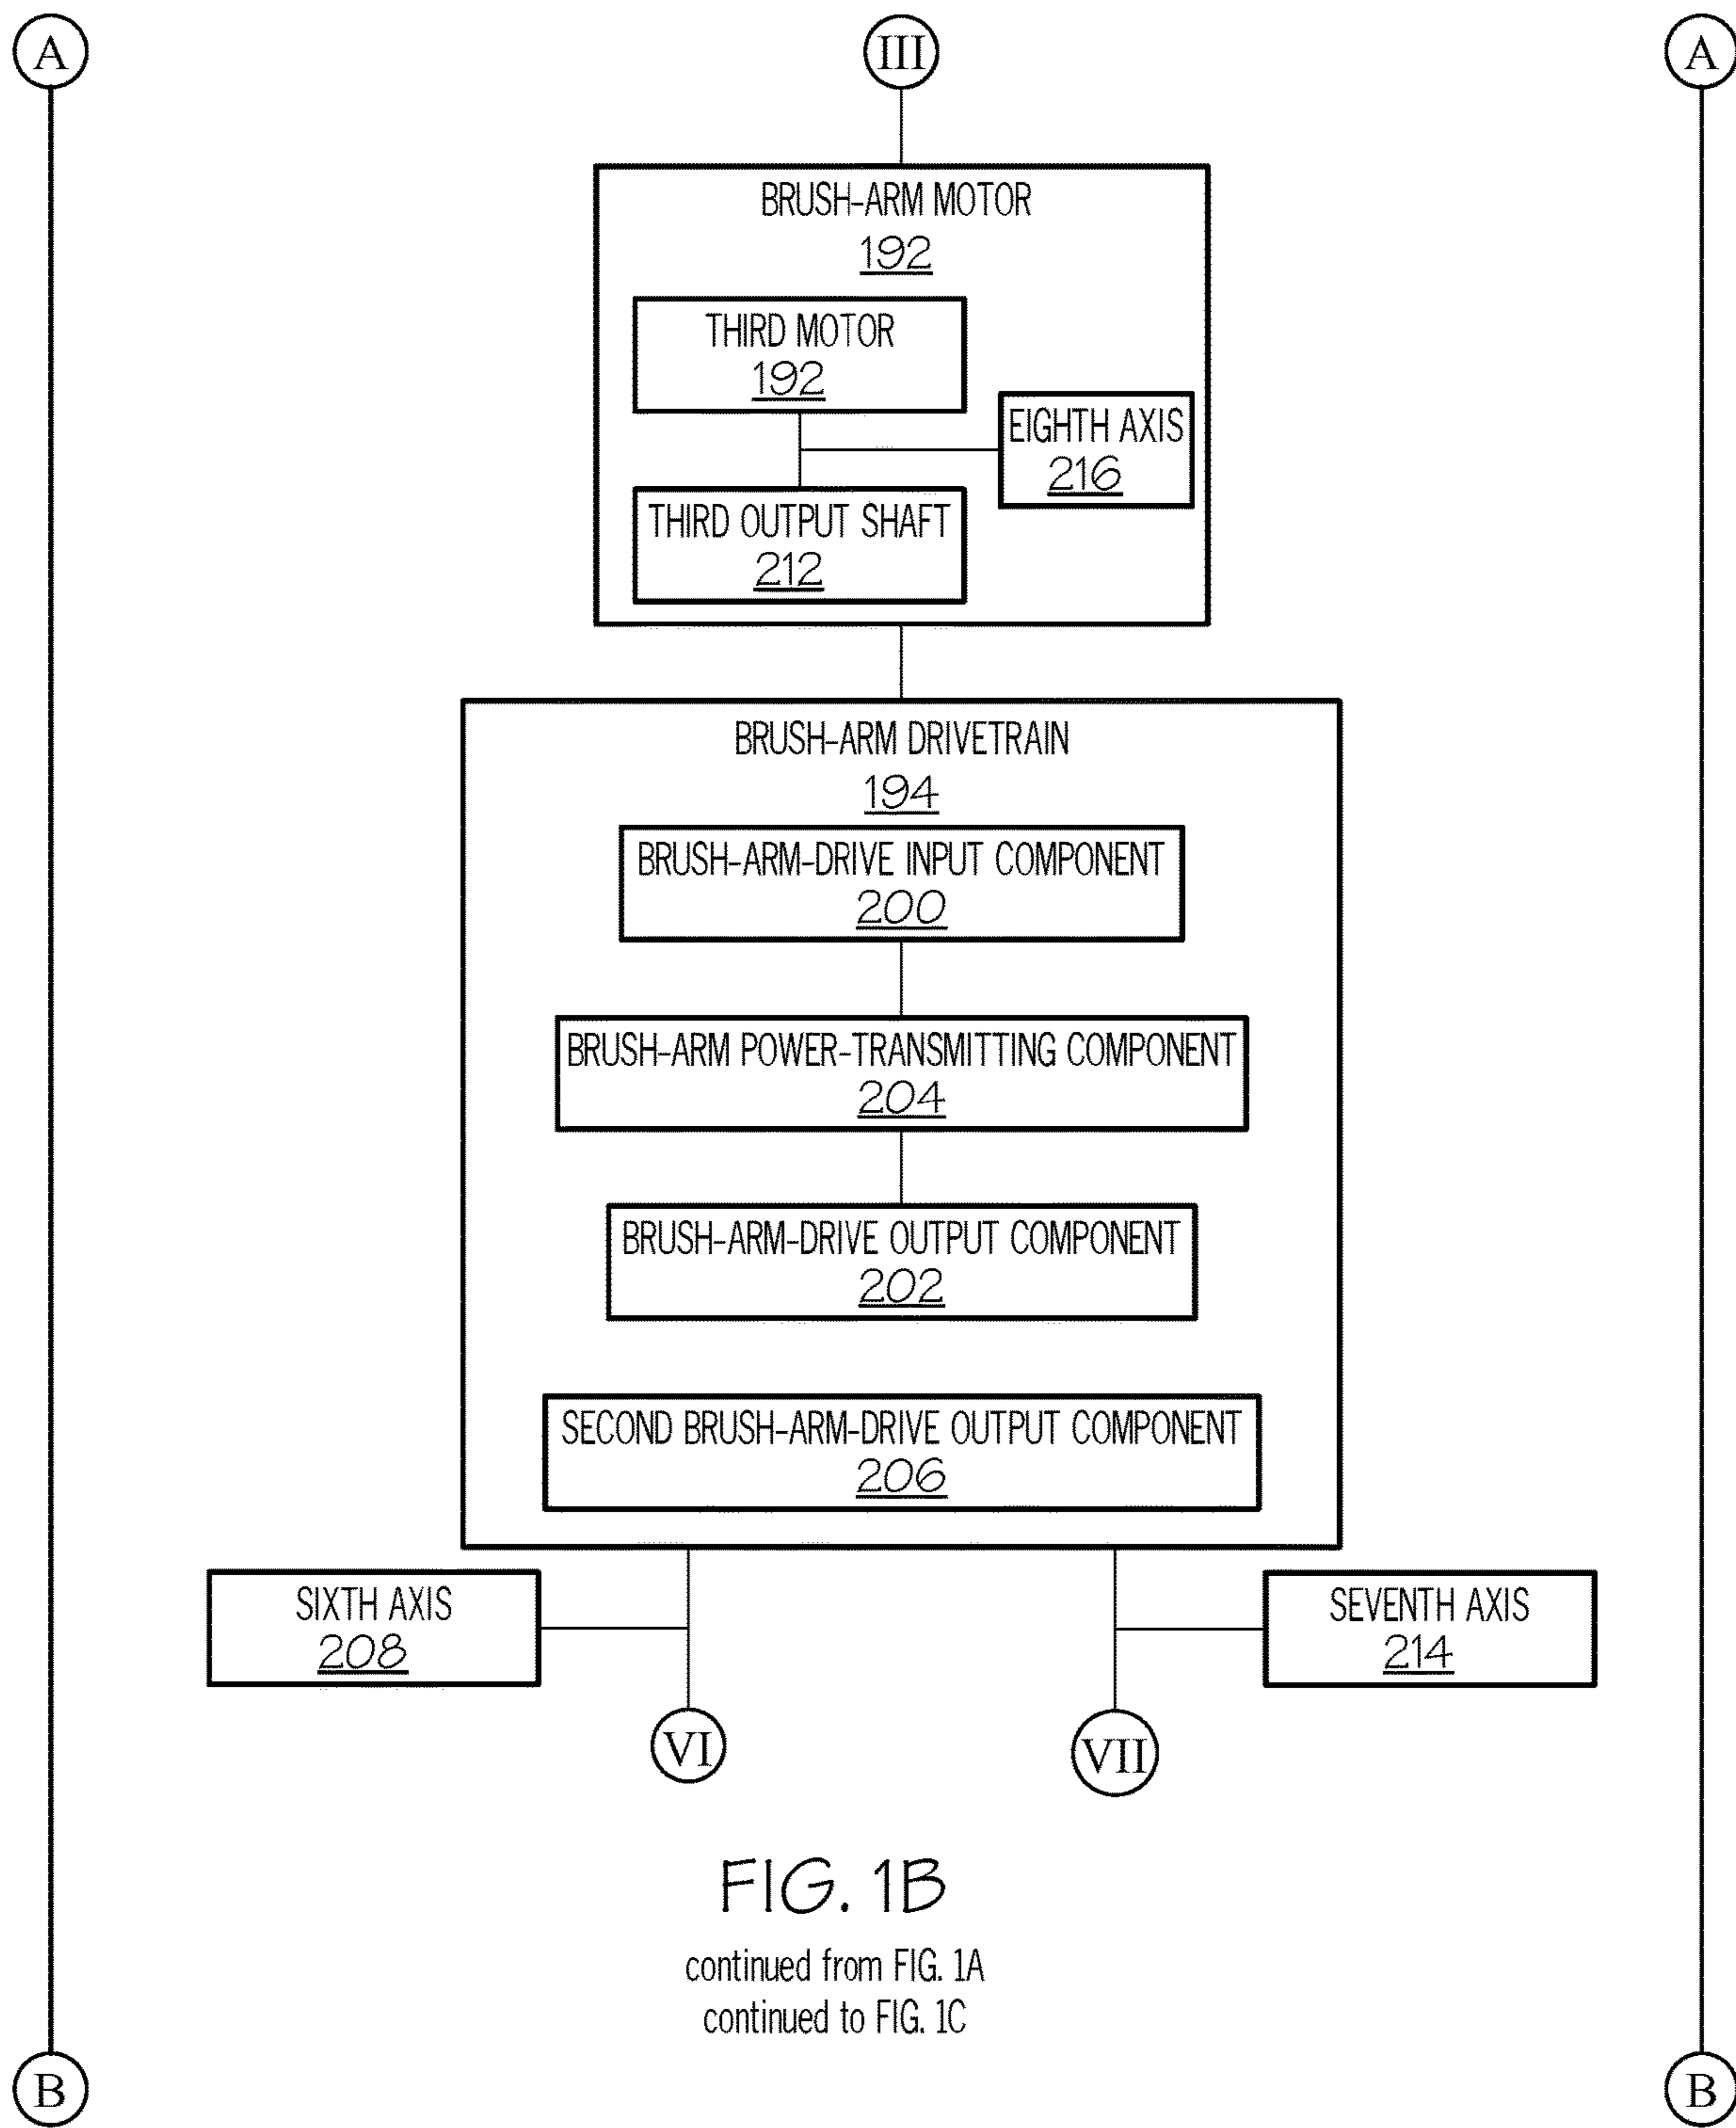 A
III
A
BRUSH-ARM MOTOR
192
THIRD MOTOR
192
EIGHTH AXIS
216
THIRD OUTPUT SHAFT
212
BRUSH-ARM DRIVETRAIN
194
BRUSH-ARM-DRIVE INPUT COMPONENT
200
BRUSH-ARM POWER-TRANSMITTING COMPONENT
204
BRUSH-ARM-DRIVE OUTPUT COMPONENT
202
SECOND BRUSH-ARM-DRIVE OUTPUT COMPONENT
206
SIXTH AXIS
208
SEVENTH AXIS
214
VI
VII
FIG. 1B
continued from FIG. 1A
continued to FIG. 1C
B
B